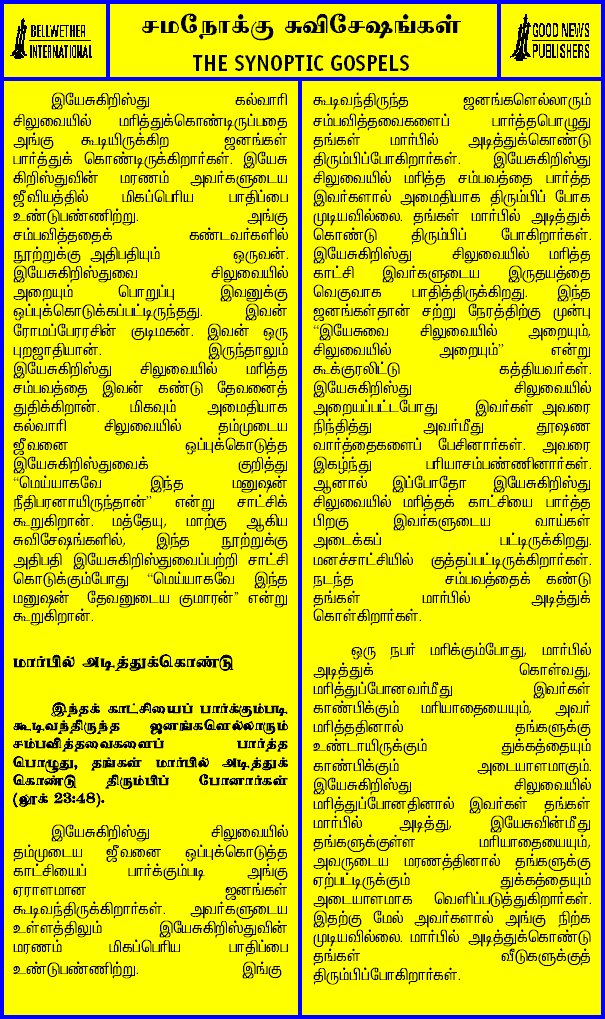 BELLWETHER
INTERNATIONAL
சமநோக்கு சுவிசேஷங்கள்
THE SYNOPTIC GOSPELS
GOOD NEWS
PUBLISHERS
இயேசுகிறிஸ்து கல்வாரி
சிலுவையில் மரித்துக்கொண்டிருப்பதை
அங்கு கூடியிருக்கிற ஜனங்கள்
பார்த்துக் கொண்டிருக்கிறார்கள். இயேசு
கிறிஸ்துவின் மரணம் அவர்களுடைய
ஜீவியத்தில் மிகப்பெரிய பாதிப்பை
உண்டுபண்ணிற்று. அங்கு
சம்பவித்ததைக் கண்டவர்களில்
நூற்றுக்கு அதிபதியும் ஒருவன்.
இயேசுகிறிஸ்துவை சிலுவையில்
அறையும் பொறுப்பு இவனுக்கு
ஒப்புக்கொடுக்கப்பட்டிருந்தது. இவன்
ரோமப்பேரரசின் குடிமகன். இவன் ஒரு
புறஜாதியான். இருந்தாலும்
இயேசுகிறிஸ்து சிலுவையில் மரித்த
சம்பவத்தை இவன் கண்டு தேவனைத்
துதிக்கிறான். மிகவும் அமைதியாக
கல்வாரி சிலுவையில் தம்முடைய
ஜீவனை ஒப்புக்கொடுத்த
இயேசுகிறிஸ்துவைக் குறித்து
“மெய்யாகவே இந்த மனுஷன்
நீதிபரனாயிருந்தான்” என்று சாட்சிக்
கூறுகிறான். மத்தேயு, மாற்கு ஆகிய
சுவிசேஷங்களில், இந்த நூற்றுக்கு
அதிபதி இயேசுகிறிஸ்துவைப்பற்றி சாட்சி
கொடுக்கும்போது “மெய்யாகவே இந்த
மனுஷன் தேவனுடைய குமாரன்” என்று
கூறுகிறான்.
மார்பில் அடித்துக்கொண்டு
இந்தக் காட்சியைப் பார்க்கும்படி
கூடிவந்திருந்த ஜனங்களெல்லாரும்
சம்பவித்தவைகளைப் பார்த்த
பொழுது, தங்கள் மார்பில் அடித்துக்
கொண்டு திரும்பிப் போனார்கள்
(லூக் 23:48).
இயேசுகிறிஸ்து சிலுவையில்
தம்முடைய ஜீவனை ஒப்புக்கொடுத்த
காட்சியைப் பார்க்கும்படி அங்கு
ஏராளமான ஜனங்கள்
கூடிவந்திருக்கிறார்கள். அவர்களுடைய
உள்ளத்திலும் இயேசுகிறிஸ்துவின்
மரணம் மிகப்பெரிய பாதிப்பை
உண்டுபண்ணிற்று. இங்கு
கூடிவந்திருந்த ஜனங்களெல்லாரும்
சம்பவித்தவைகளைப் பார்த்தபொழுது
தங்கள் மார்பில் அடித்துக்கொண்டு
திரும்பிப்போகிறார்கள். இயேசுகிறிஸ்து
சிலுவையில் மரித்த சம்பவத்தை பார்த்த
இவர்களால் அமைதியாக திரும்பிப் போக
முடியவில்லை. தங்கள் மார்பில் அடித்துக்
கொண்டு திரும்பிப் போகிறார்கள்.
இயேசுகிறிஸ்து சிலுவையில் மரித்த
காட்சி இவர்களுடைய இருதயத்தை
வெகுவாக பாதித்திருக்கிறது. இந்த
ஜனங்கள்தான் சற்று நேரத்திற்கு முன்பு
“இயேசுவை சிலுவையில் அறையும்,
சிலுவையில் அறையும்” என்று
கூக்குரலிட்டு கத்தியவர்கள்.
இயேசுகிறிஸ்து சிலுவையில்
அறையப்பட்டபோது இவர்கள் அவரை
நிந்தித்து அவர்மீது தூஷண
வார்த்தைகளைப் பேசினார்கள். அவரை
இகழ்ந்து பரியாசம்பண்ணினார்கள்.
ஆனால் இப்போதோ இயேசுகிறிஸ்து
சிலுவையில் மரித்தக் காட்சியை பார்த்த
பிறகு இவர்களுடைய வாய்கள்
அடைக்கப் பட்டிருக்கிறது.
மனச்சாட்சியில் குத்தப்பட்டிருக்கிறார்கள்.
நடந்த சம்பவத்தைக் கண்டு
தங்கள் மார்பில் அடித்துக்
கொள்கிறார்கள்.
ஒரு நபர் மரிக்கும்போது, மார்பில்
அடித்துக் கொள்வது,
மரித்துப்போனவர்மீது இவர்கள்
காண்பிக்கும் மரியாதையையும், அவர்
மரித்ததினால் தங்களுக்கு
உண்டாயிருக்கும் துக்கத்தையும்
காண்பிக்கும் அடையாளமாகும்.
இயேசுகிறிஸ்து சிலுவையில்
மரித்துப்போனதினால் இவர்கள் தங்கள்
மார்பில் அடித்து, இயேசுவின்மீது
தங்களுக்குள்ள மரியாதையையும்,
அவருடைய மரணத்தினால் தங்களுக்கு
ஏற்பட்டிருக்கும் துக்கத்தையும்
அடையாளமாக வெளிப்படுத்துகிறார்கள்.
இதற்கு மேல் அவர்களால் அங்கு நிற்க
முடியவில்லை. மார்பில் அடித்துக்கொண்டு
தங்கள் வீடுகளுக்குத்
திரும்பிப்போகிறார்கள்.